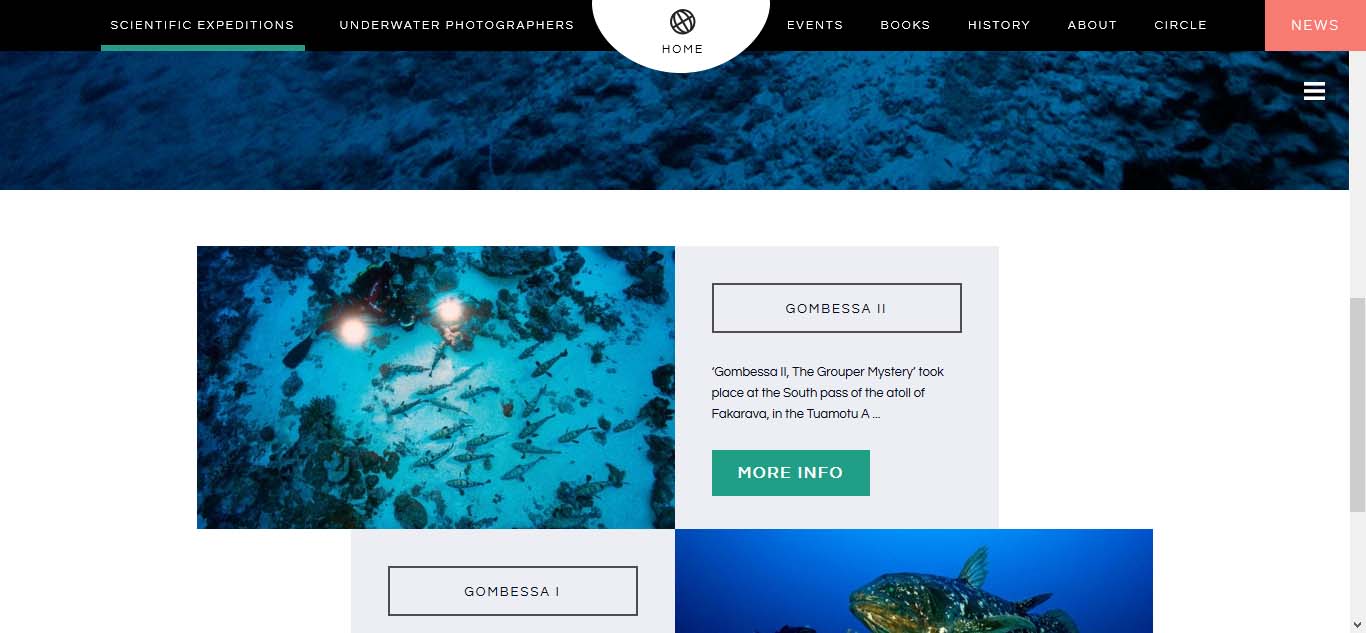 SCIENTIFIC EXPEDITIONS
UNDERWATER PHOTOGRAPHERS
HOME
EVENTS
BOOKS
HISTORY
ABOUT
CIRCLE
NEWS
GOMBESSA II
‘Gombessa II, The Grouper Mystery’ took
place at the South pass of the atoll of
Fakarava, in the Tuamotu A ...
MORE INFO
GOMBESSA I